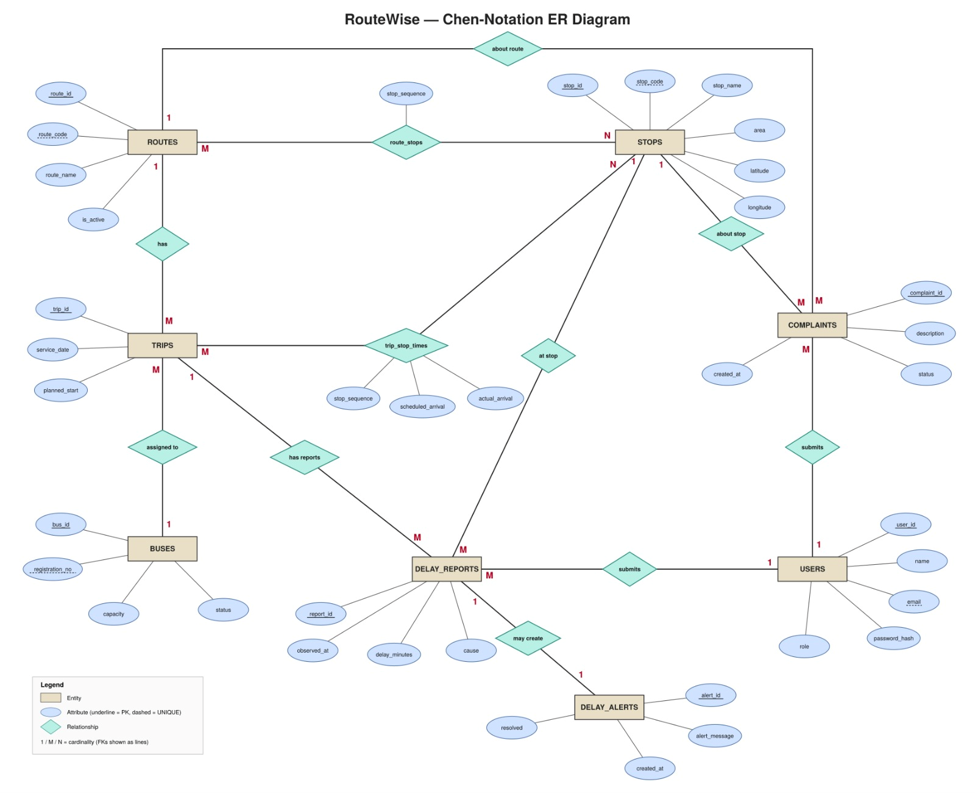 RouteWise — Chen-Notation ER Diagram
about route
route_id
stop_sequence
stop_id
stop_code
stop_name
1
route_code
area
ROUTES
M
route_stops
N
STOPS
1
N
1
1
route_name
latitude
is_active
longitude
has
about stop
complaint_id
M
M
trip_id
M
COMPLAINTS
description
service_date
TRIPS
M
trip_stop_times
M
at stop
M
1
created_at
status
planned_start
stop_sequence
scheduled_arrival
actual_arrival
assigned to
has reports
submits
bus_id
1
user_id
M
M
1
BUSES
name
registration_no
DELAY_REPORTS
M
submits
1
USERS
capacity
status
report_id
1
email
observed_at
delay_minutes
cause
may create
role
password_hash
1
Legend
Entity
Attribute (underline = PK, dashed = UNIQUE)
Relationship
1 / M / N = cardinality (FKs shown as lines)
alert_id
DELAY_ALERTS
resolved
alert_message
created_at